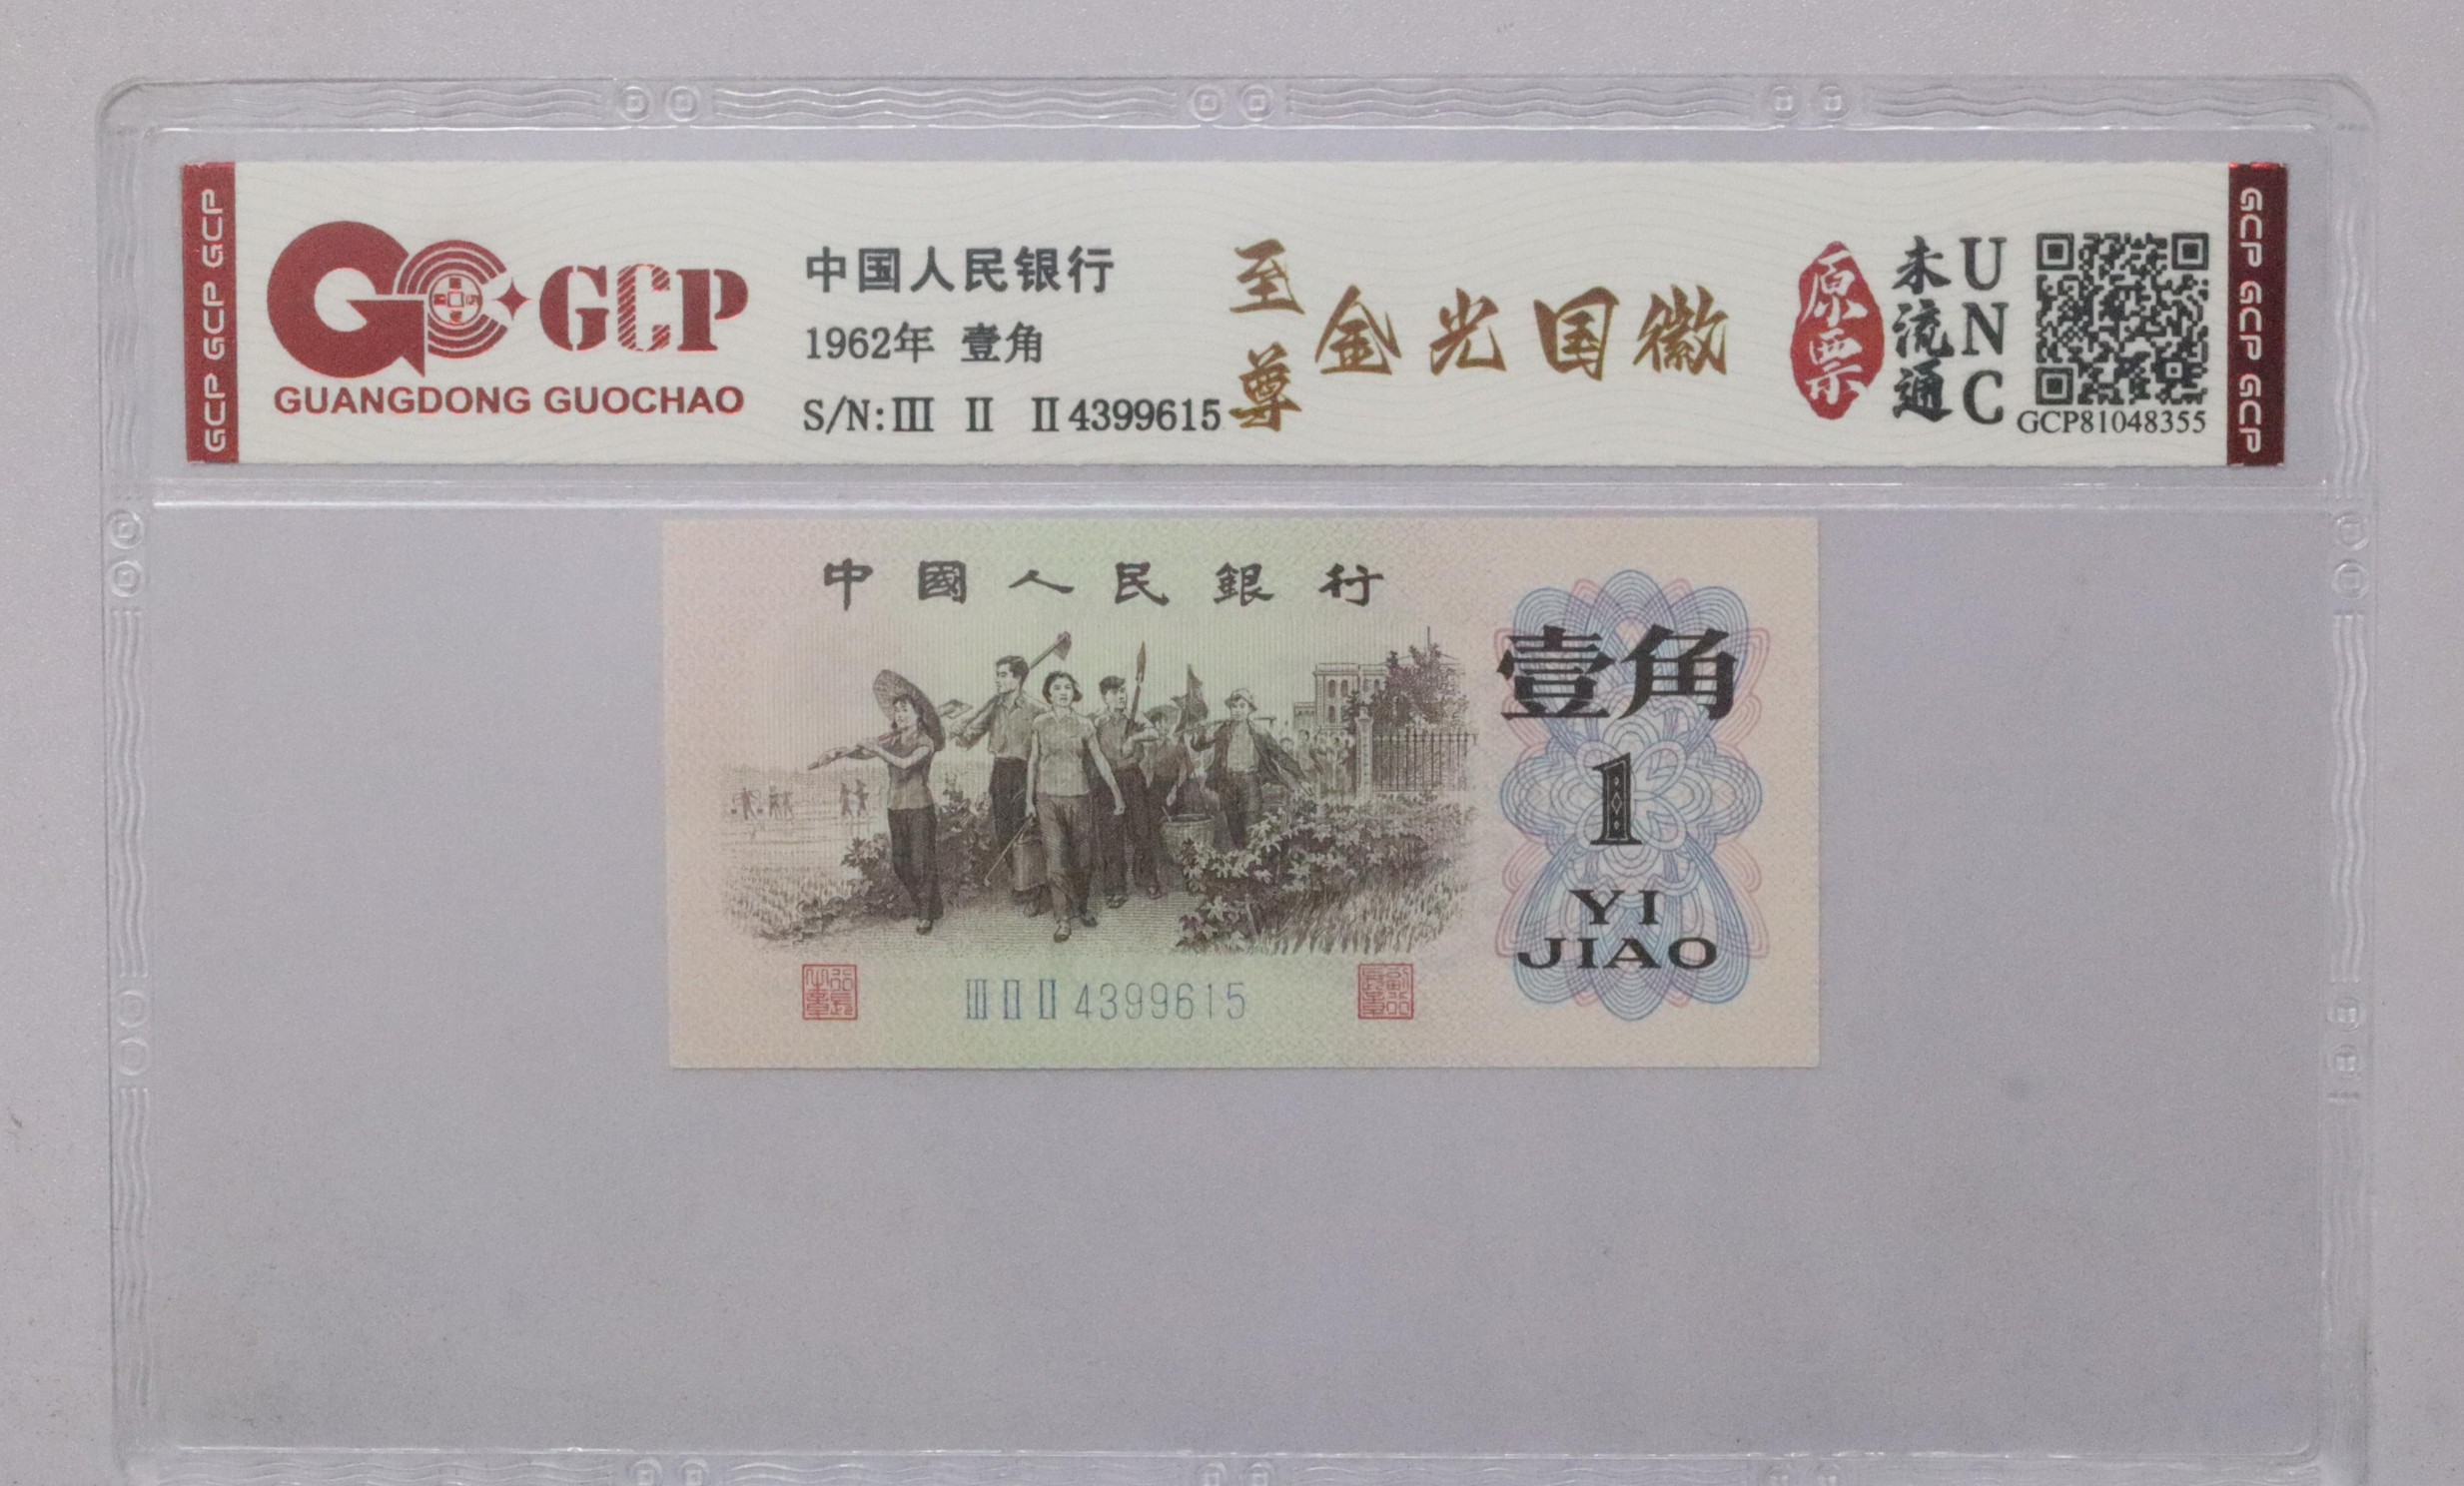 GCP GCP GCP
GCP
GUANGDONG GUOCHAO
中国人民银行
1962年 壹角
S/N:Ⅲ Ⅱ Ⅱ4399615
至尊
金光国徽
原票
未流通
UNC
GCP81048355
GCP GCP GCP
中國人民銀行
壹角
1
YI
JIAO
Ⅲ Ⅱ Ⅱ 4399615